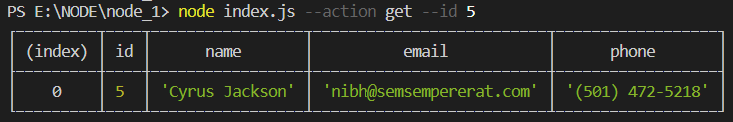 PS E:\NODE\node_1> node index.js --action get --id 5
(index) id name email phone
0 5 'Cyrus Jackson' 'nibh@semsempererat.com' '(501) 472-5218'